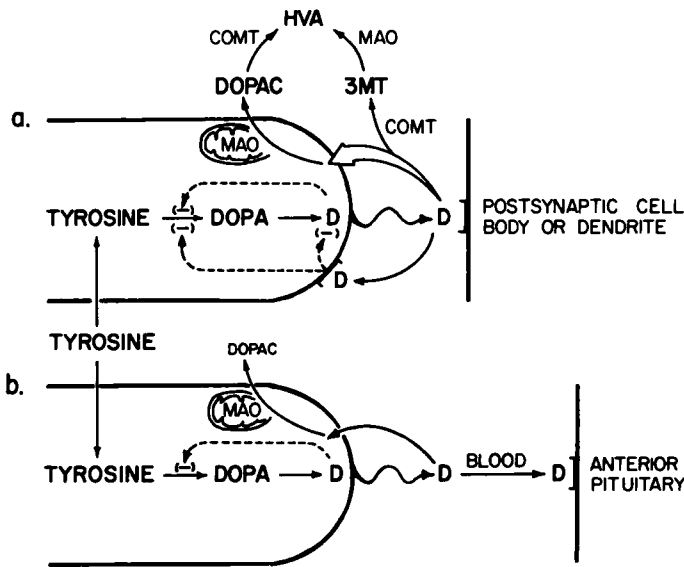 HVA
COMT
MAO
DOPAC
3MT
a.
MAO
COMT
TYROSINE
(-)
(-)
DOPA
D
(-)
D
POSTSYNAPTIC CELL
BODY OR DENDRITE
D
TYROSINE
DOPAC
b.
MAO
TYROSINE
(-)
DOPA
D
D
BLOOD
D
ANTERIOR
PITUITARY